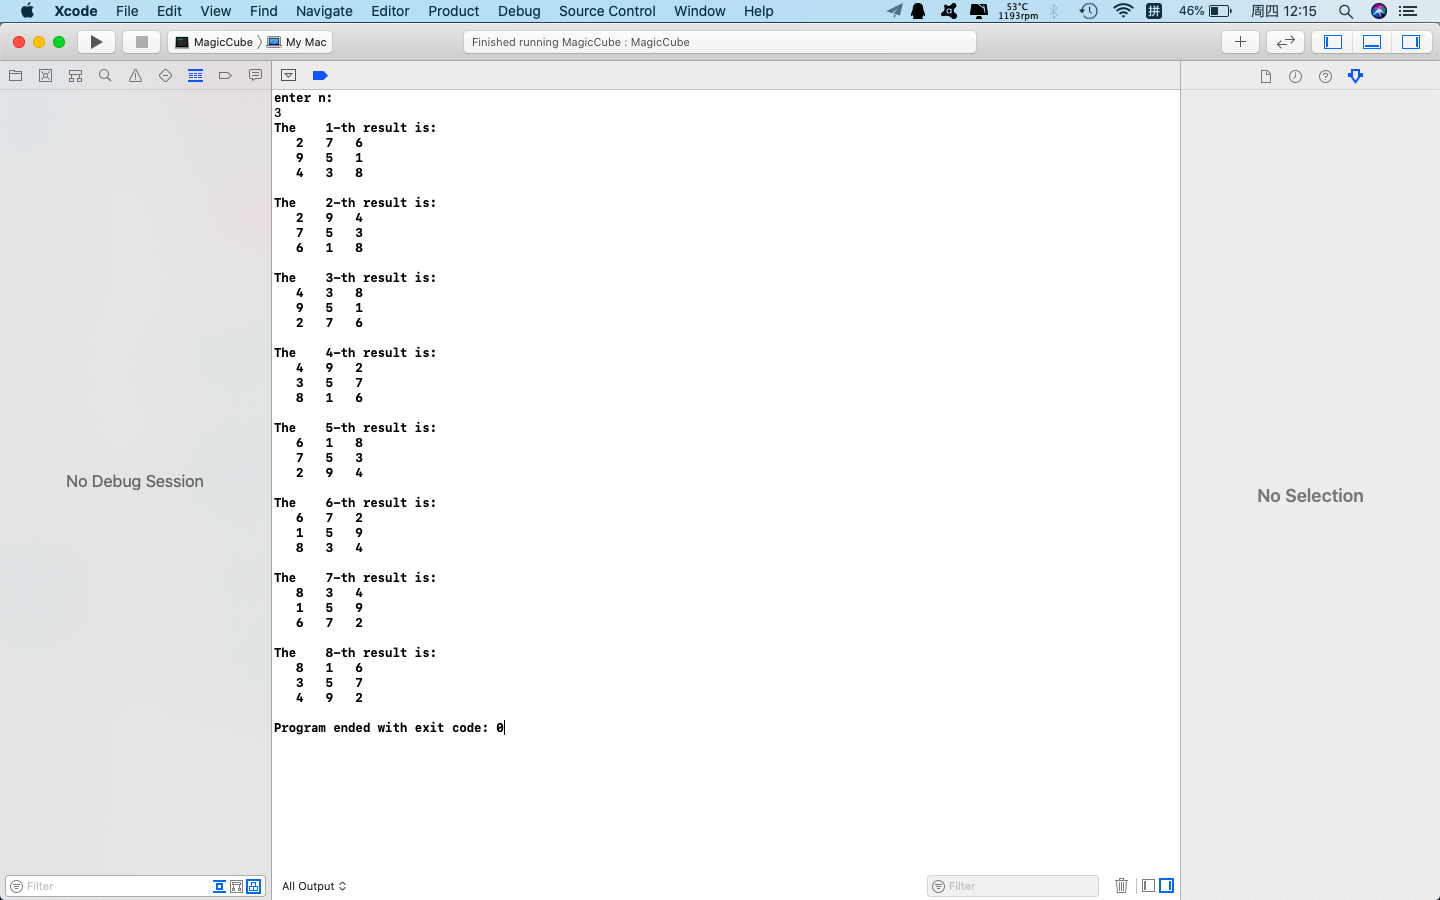 Xcode File Edit View Find Navigate Editor Product Debug Source Control Window Help 53°C 1193rpm 拼 46% 周四 12:15
MagicCube My Mac Finished running MagicCube : MagicCube
enter n:
3
The 1-th result is:
2 7 6
9 5 1
4 3 8
The 2-th result is:
2 9 4
7 5 3
6 1 8
The 3-th result is:
4 3 8
9 5 1
2 7 6
The 4-th result is:
4 9 2
3 5 7
8 1 6
The 5-th result is:
6 1 8
7 5 3
2 9 4
The 6-th result is:
6 7 2
1 5 9
8 3 4
The 7-th result is:
8 3 4
1 5 9
6 7 2
The 8-th result is:
8 1 6
3 5 7
4 9 2
Program ended with exit code: 0
No Debug Session
No Selection
Filter
All Output
Filter